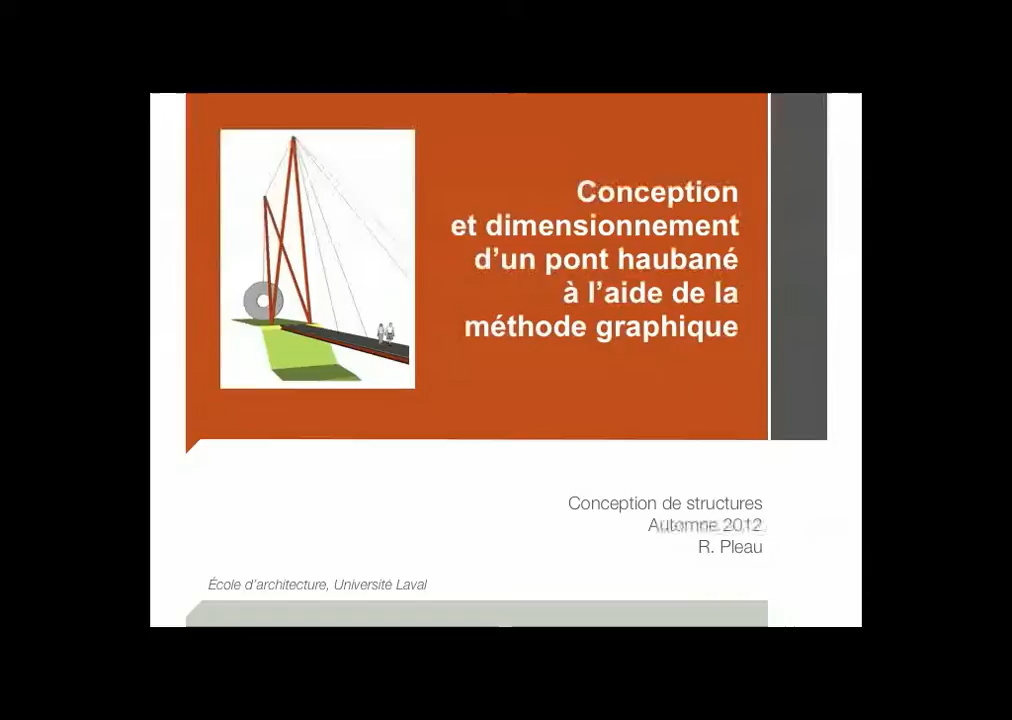 Conception
et dimensionnement
d'un pont haubané
à l'aide de la
méthode graphique
Conception de structures
Automne 2012
R. Pleau
École d'architecture, Université Laval